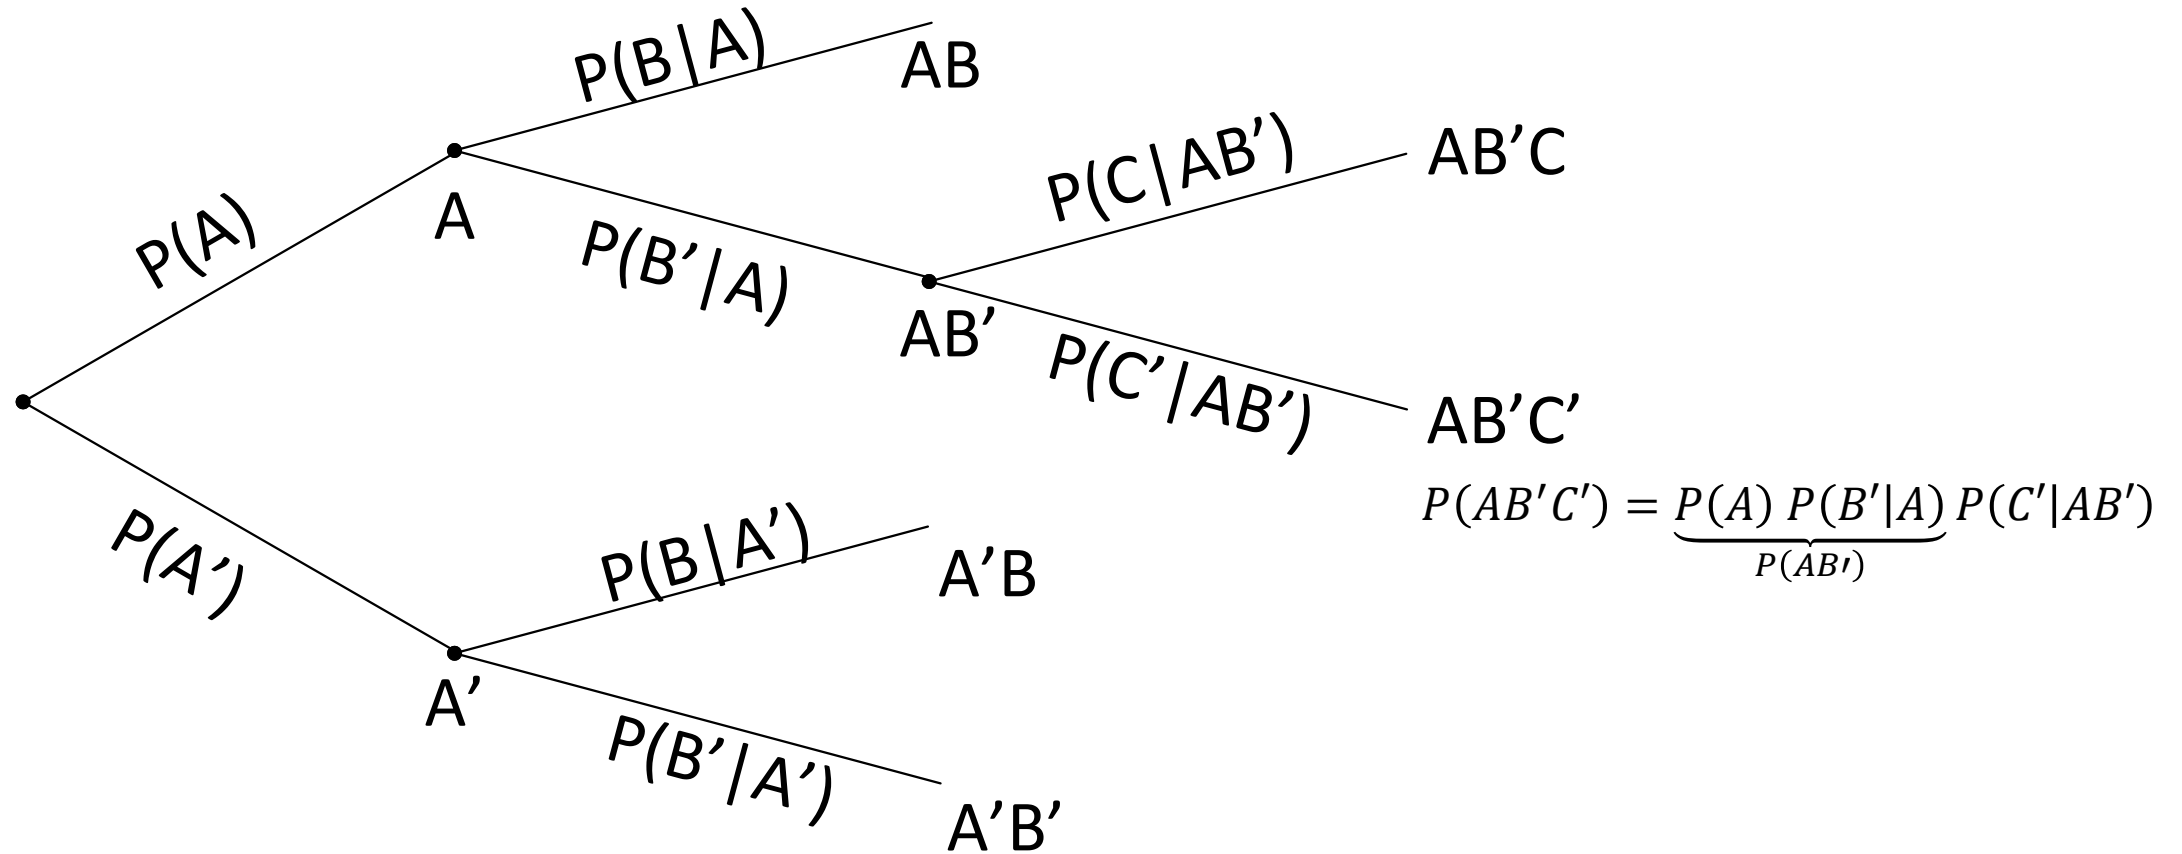 P(B|A)
AB
P(C|AB’)
AB’C
P(A)
A
P(B’|A)
AB’
P(C’|AB’)
AB’C’
P(AB′C′) = P(A) P(B′|A) P(C′|AB′)
P(AB′)
P(A’)
P(B|A’)
A’B
A’
P(B’|A’)
A’B’